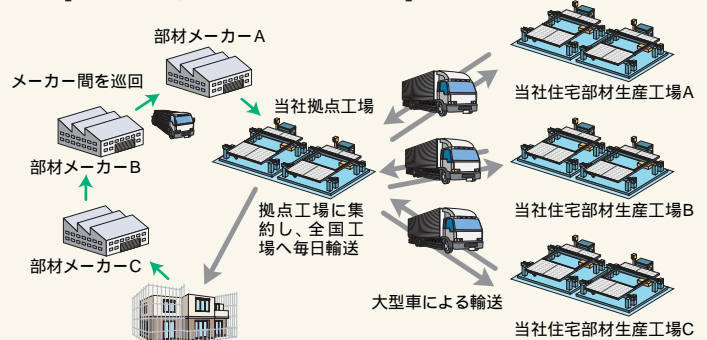 部材メーカーA
メーカー間を巡回
当社拠点工場
部材メーカーB
拠点工場に集
約し、全国工
場へ毎日輸送
部材メーカーC
大型車による輸送
当社住宅部材生産工場A
当社住宅部材生産工場B
当社住宅部材生産工場C